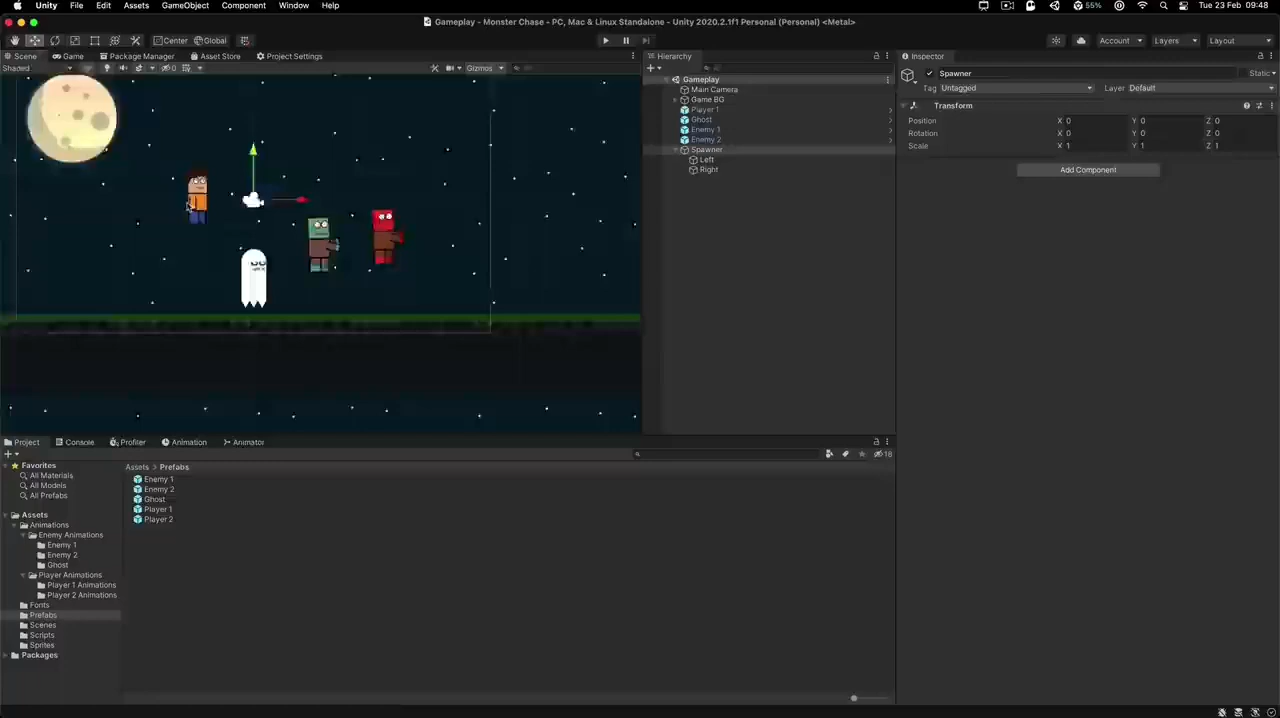 Unity File Edit Assets GameObject Component Window Help 55% Tue 23 Feb 09:48
Gameplay - Monster Chase - PC, Mac & Linux Standalone - Unity 2020.2.1f1 Personal (Personal) <Metal>
Center Global Account Layers Layout
Scene Game Package Manager Asset Store Project Settings
Shaded 2D 0 Gizmos
Hierarchy
All
Gameplay
Main Camera
Game BG
Player 1
Ghost
Enemy 1
Enemy 2
Spawner
Left
Right
Inspector
Spawner Static
Tag Untagged Layer Default
Transform
Position X 0 Y 0 Z 0
Rotation X 0 Y 0 Z 0
Scale X 1 Y 1 Z 1
Add Component
Project Console Profiler Animation Animator
18
Favorites
All Materials
All Models
All Prefabs
Assets
Animations
Enemy Animations
Enemy 1
Enemy 2
Ghost
Player Animations
Player 1 Animations
Player 2 Animations
Fonts
Prefabs
Scenes
Scripts
Sprites
Packages
Assets > Prefabs
Enemy 1
Enemy 2
Ghost
Player 1
Player 2